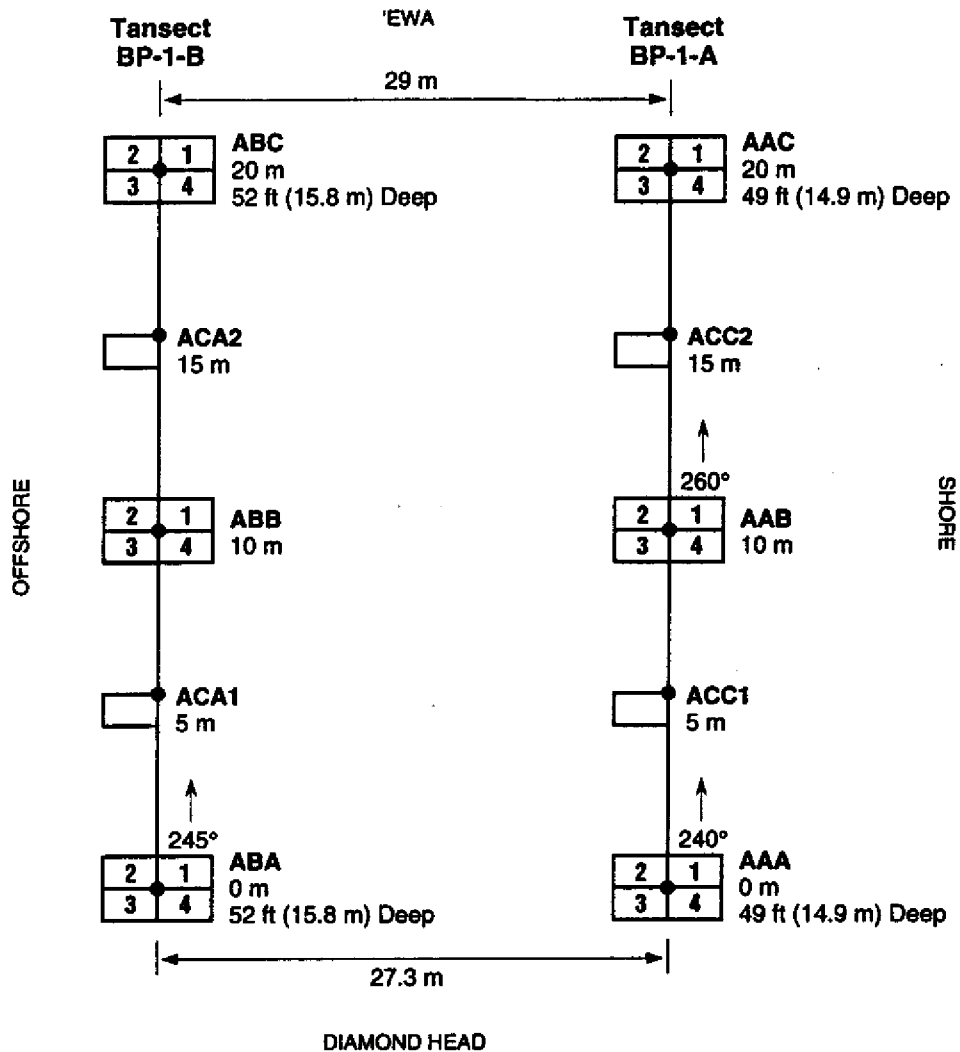 'EWA
Tansect
BP-1-B
Tansect
BP-1-A
29 m
2 1
3 4
ABC
20 m
52 ft (15.8 m) Deep
2 1
3 4
AAC
20 m
49 ft (14.9 m) Deep
ACA2
15 m
ACC2
15 m
OFFSHORE
SHORE
260°
2 1
3 4
ABB
10 m
2 1
3 4
AAB
10 m
ACA1
5 m
ACC1
5 m
245°
240°
2 1
3 4
ABA
0 m
52 ft (15.8 m) Deep
2 1
3 4
AAA
0 m
49 ft (14.9 m) Deep
27.3 m
DIAMOND HEAD